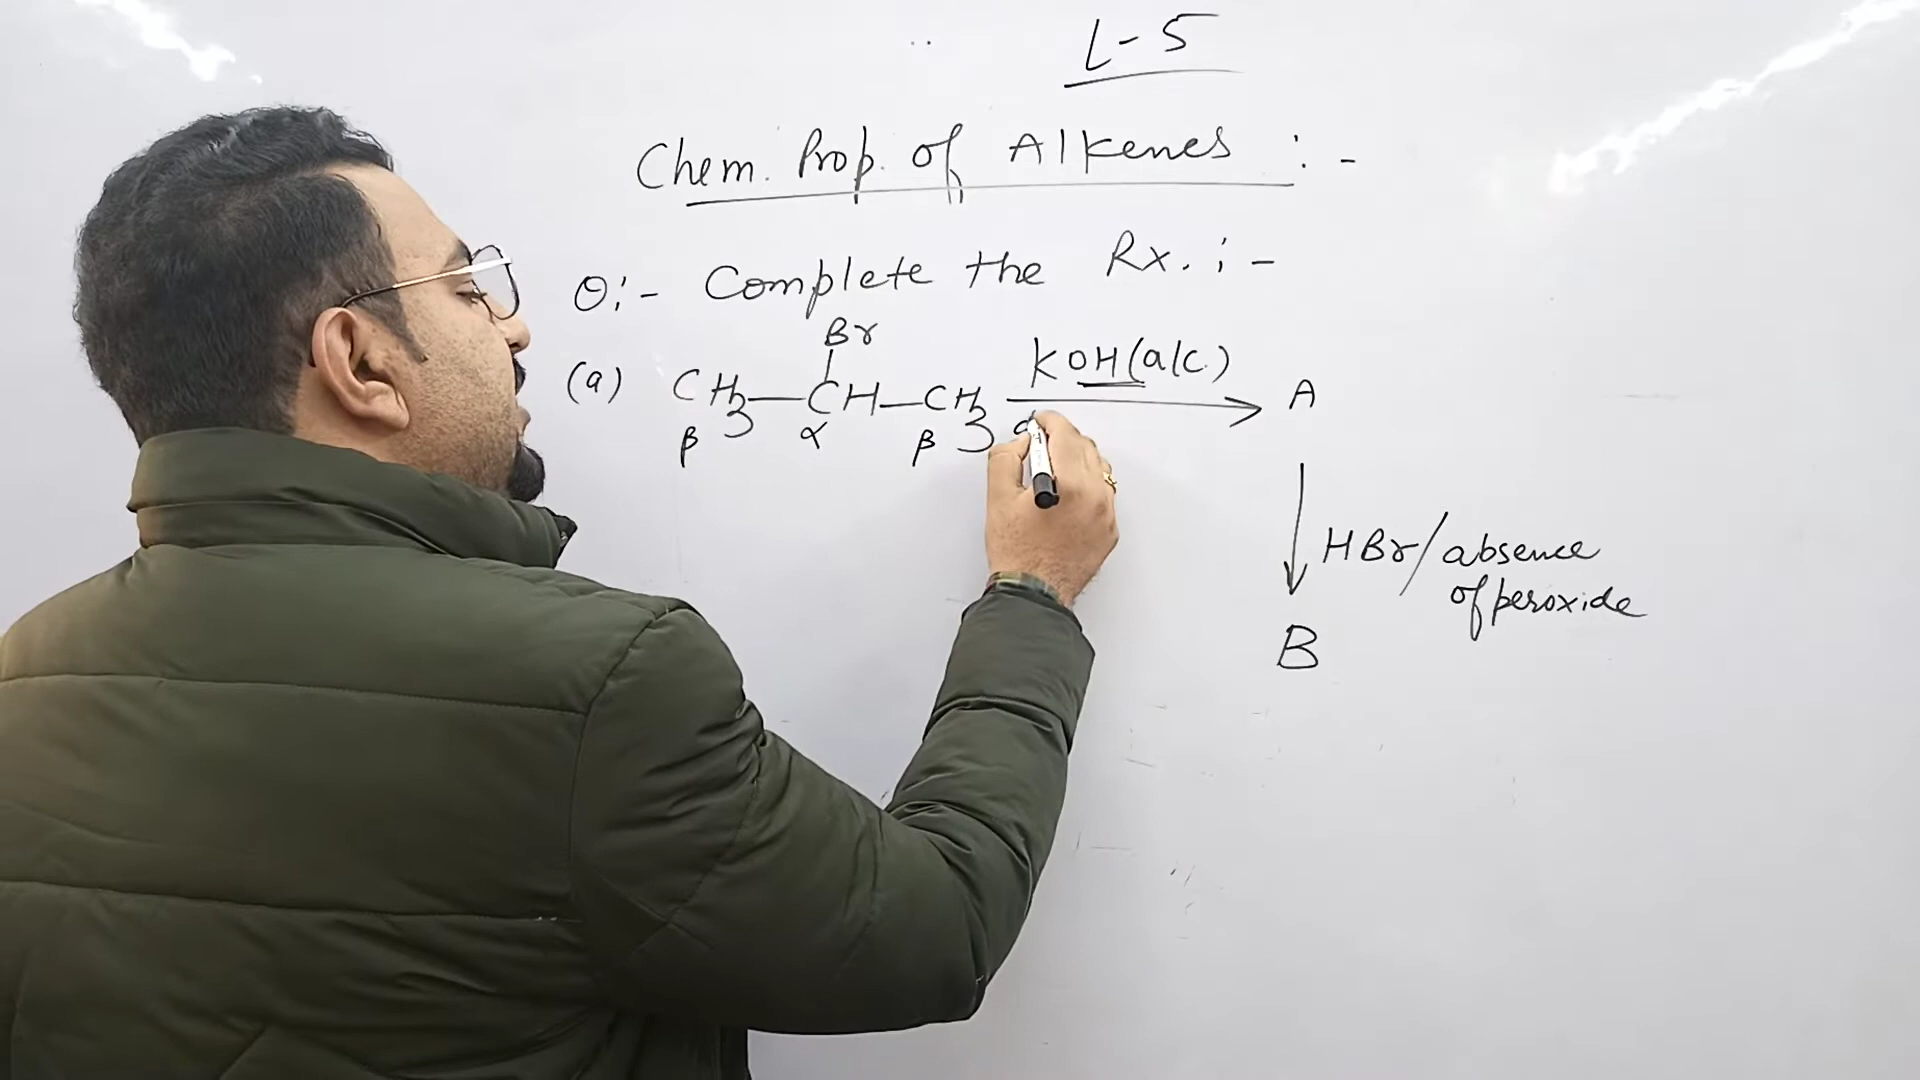 L-5
Chem. Prop. of Alkenes :-
Q:- Complete the Rx. :-
Br
(a) CH3—CH—CH3 KOH(alc.) → A
β α β
↓ HBr/absence
of peroxide
B